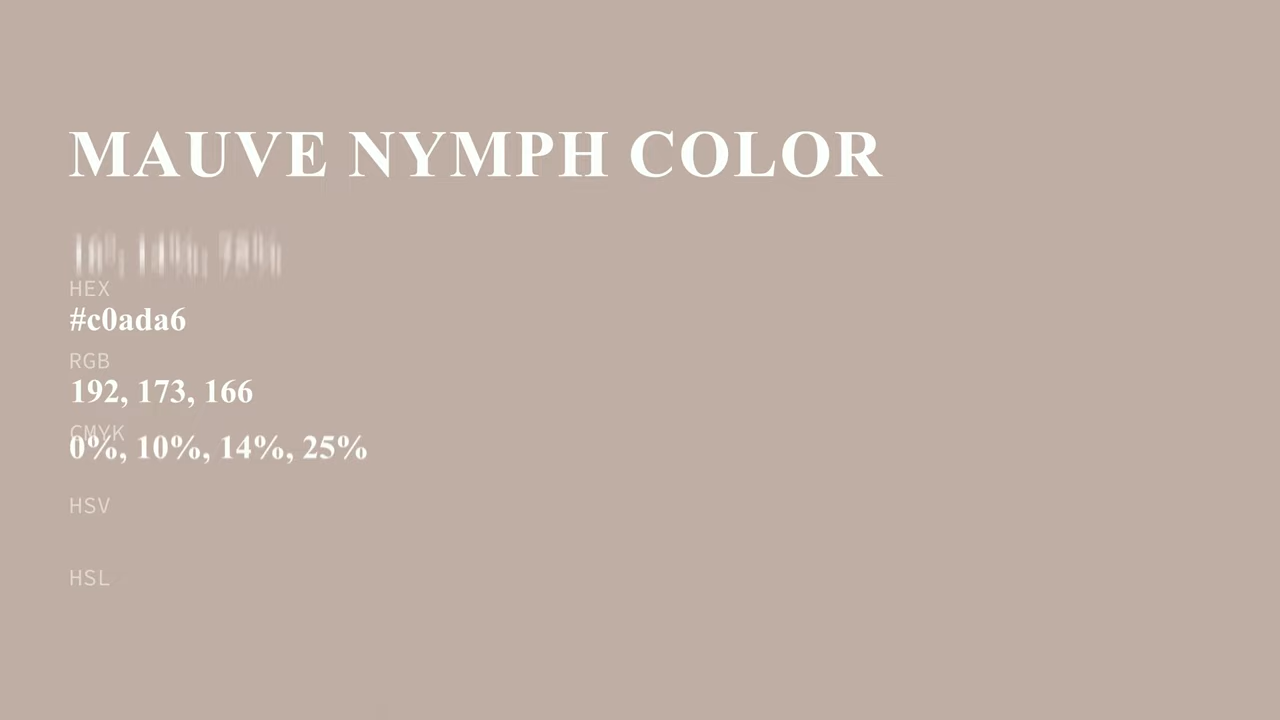 MAUVE NYMPH COLOR
HEX
#c0ada6
RGB
192, 173, 166
CMYK
0%, 10%, 14%, 25%
HSV
HSL